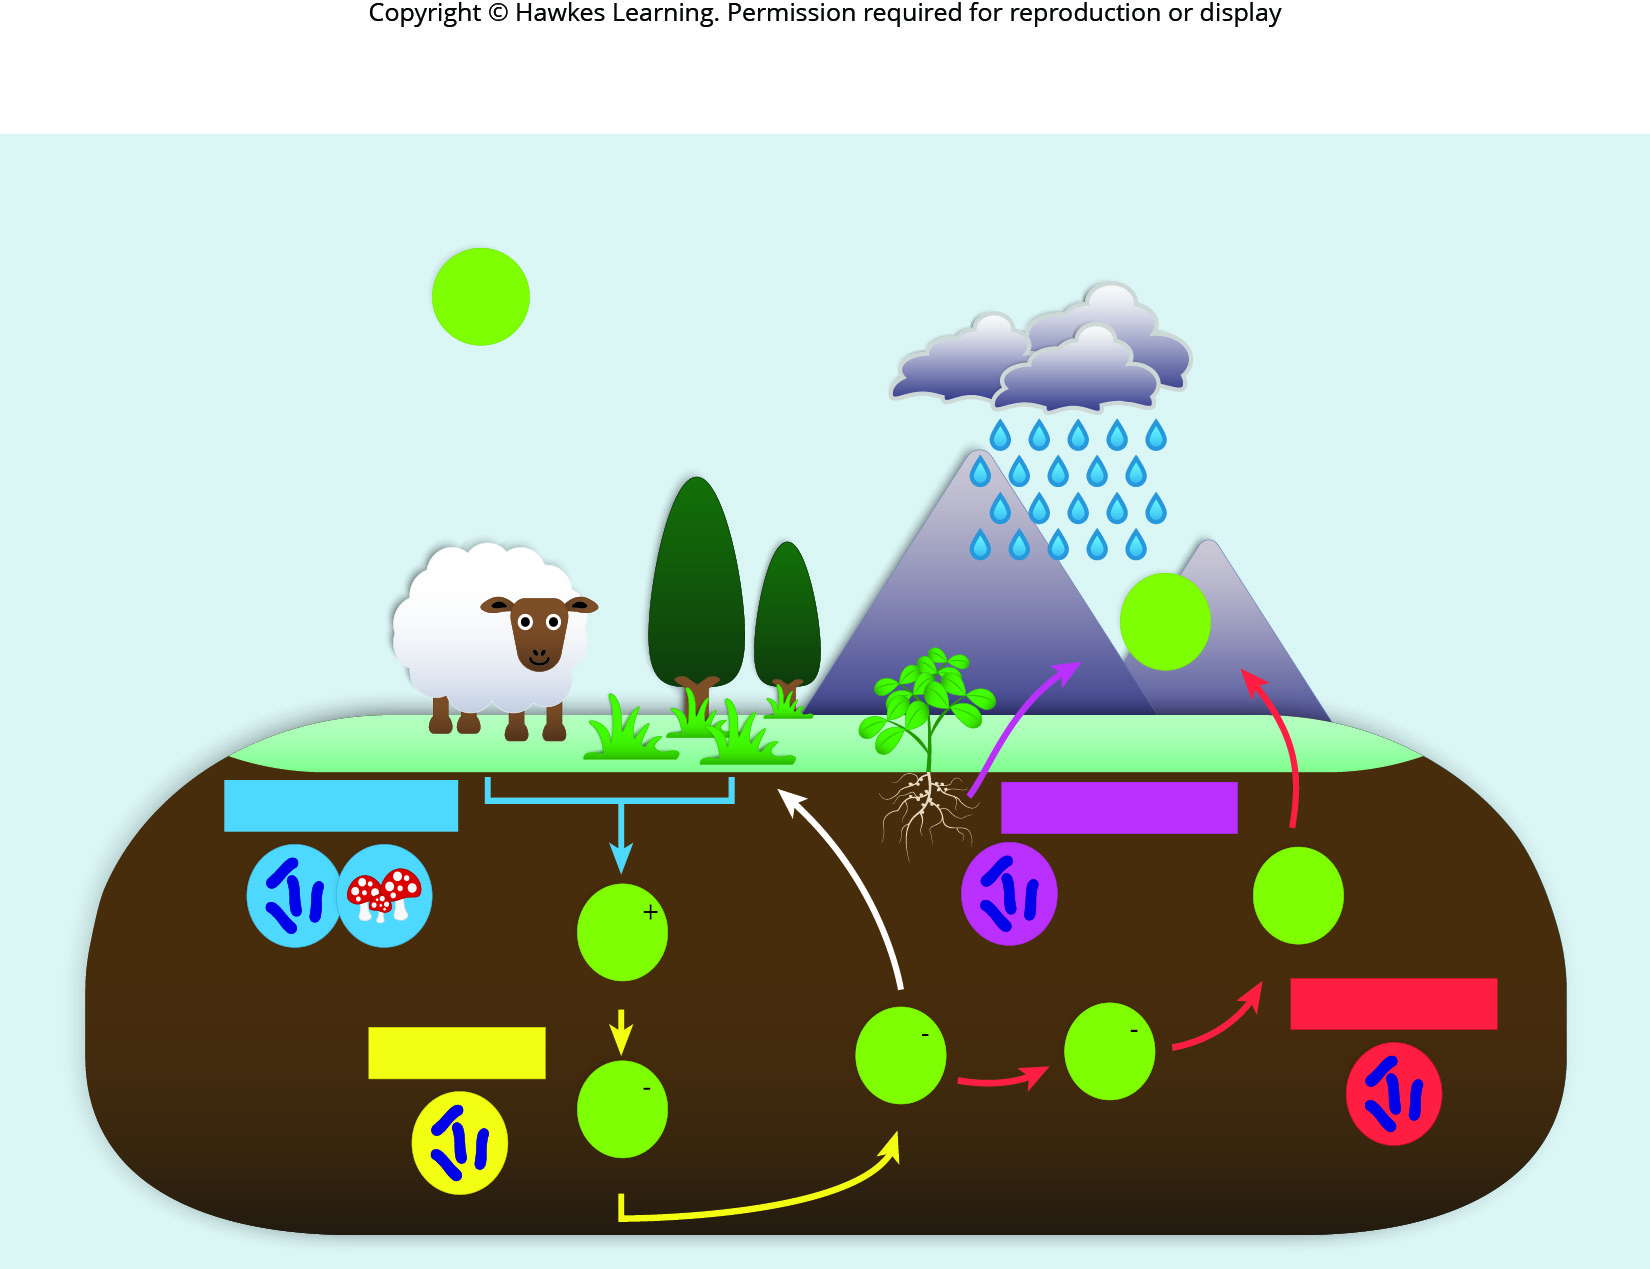 Copyright © Hawkes Learning. Permission required for reproduction or display
+
-
-
-